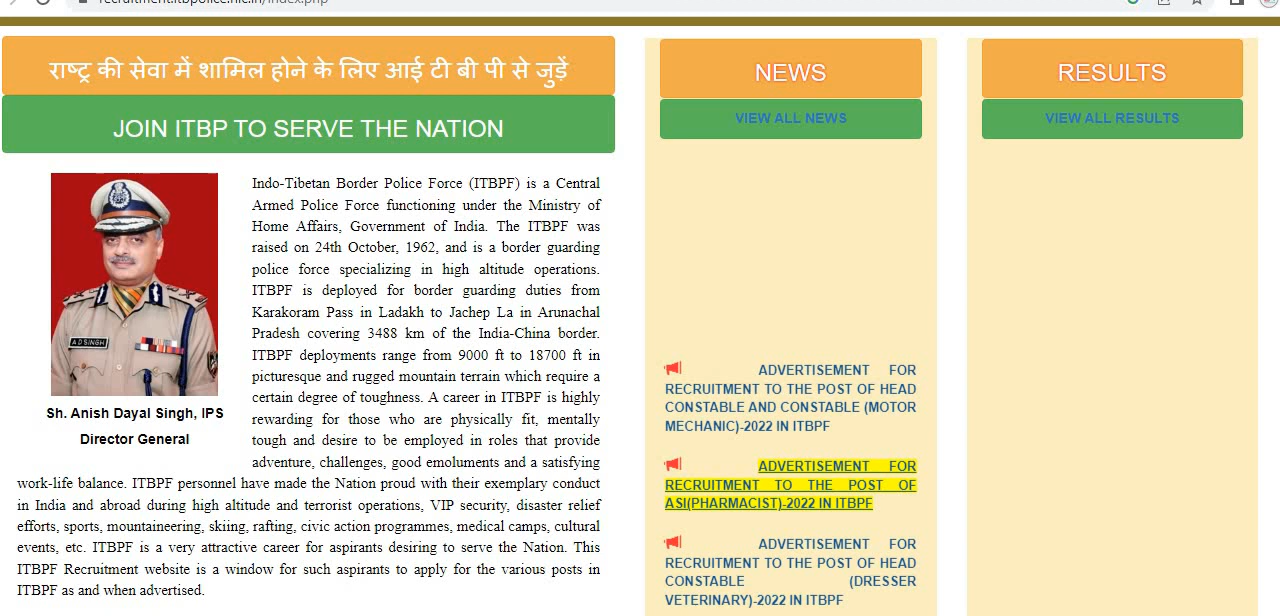 recruitment.itbpolice.nic.in/index.php
राष्ट्र की सेवा में शामिल होने के लिए आई टी बी पी से जुड़ें
JOIN ITBP TO SERVE THE NATION
A D SINGH
Sh. Anish Dayal Singh, IPS
Director General
Indo-Tibetan Border Police Force (ITBPF) is a Central
Armed Police Force functioning under the Ministry of
Home Affairs, Government of India. The ITBPF was
raised on 24th October, 1962, and is a border guarding
police force specializing in high altitude operations.
ITBPF is deployed for border guarding duties from
Karakoram Pass in Ladakh to Jachep La in Arunachal
Pradesh covering 3488 km of the India-China border.
ITBPF deployments range from 9000 ft to 18700 ft in
picturesque and rugged mountain terrain which require a
certain degree of toughness. A career in ITBPF is highly
rewarding for those who are physically fit, mentally
tough and desire to be employed in roles that provide
adventure, challenges, good emoluments and a satisfying
work-life balance. ITBPF personnel have made the Nation proud with their exemplary conduct
in India and abroad during high altitude and terrorist operations, VIP security, disaster relief
efforts, sports, mountaineering, skiing, rafting, civic action programmes, medical camps, cultural
events, etc. ITBPF is a very attractive career for aspirants desiring to serve the Nation. This
ITBPF Recruitment website is a window for such aspirants to apply for the various posts in
ITBPF as and when advertised.
NEWS
VIEW ALL NEWS
ADVERTISEMENT FOR
RECRUITMENT TO THE POST OF HEAD
CONSTABLE AND CONSTABLE (MOTOR
MECHANIC)-2022 IN ITBPF
ADVERTISEMENT FOR
RECRUITMENT TO THE POST OF
ASI(PHARMACIST)-2022 IN ITBPF
ADVERTISEMENT FOR
RECRUITMENT TO THE POST OF HEAD
CONSTABLE (DRESSER
VETERINARY)-2022 IN ITBPF
RESULTS
VIEW ALL RESULTS